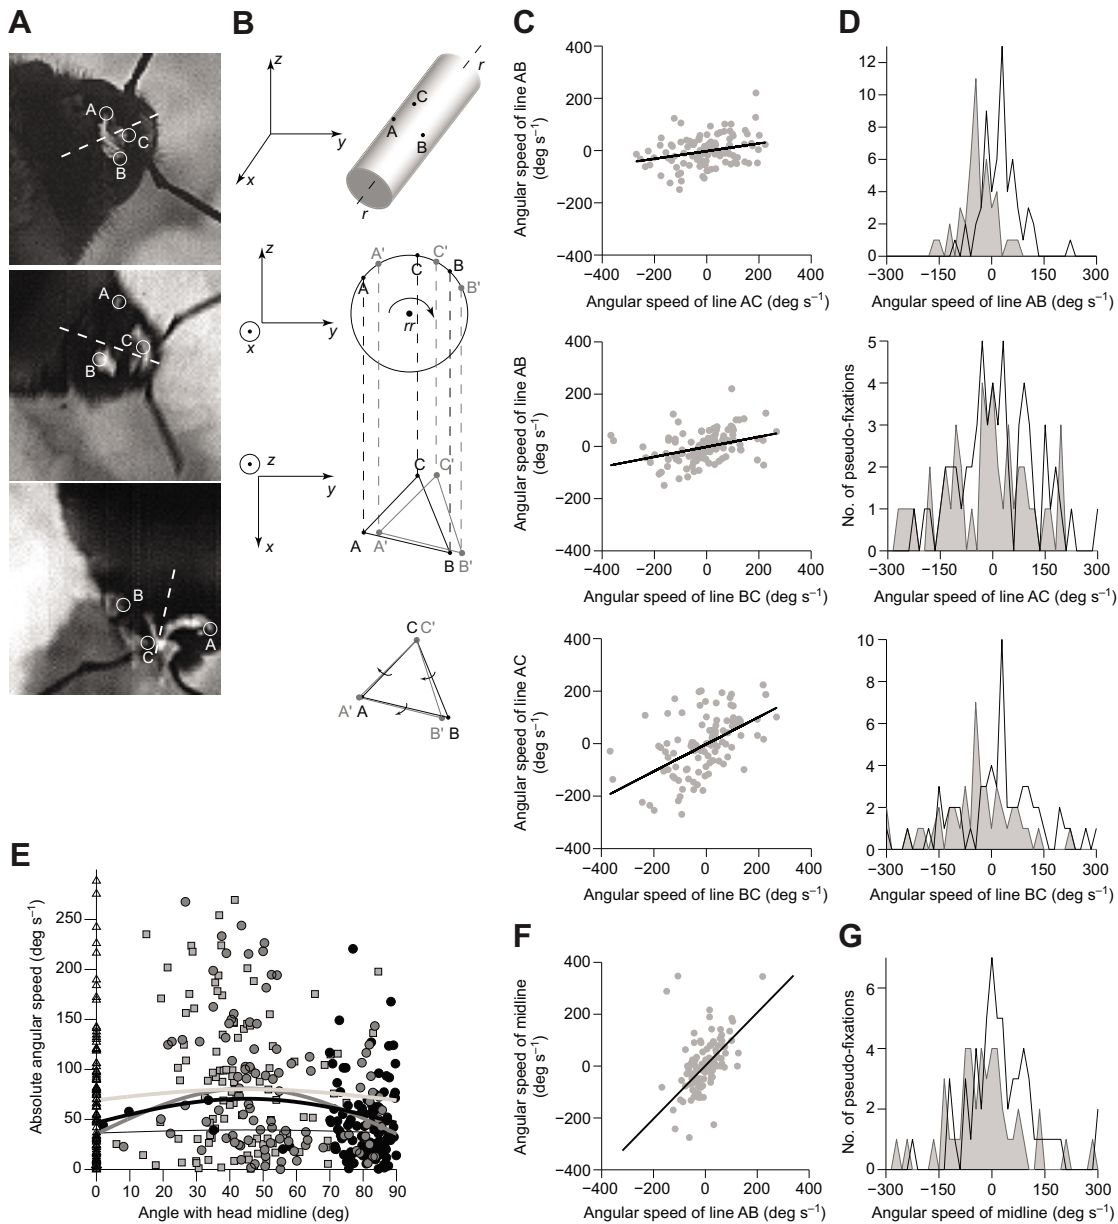 A
A
C
B
A
C
B
B
C
A
B
z
y
x
r
C
A
B
r
z
y
x
A'
C'
A
C
B
B'
rr
z
y
x
C
C'
A
A'
B
B'
C C'
A' A
B' B
C
400
200
0
−200
−400
−400 −200 0 200 400
Angular speed of line AB
(deg s−1)
Angular speed of line AC (deg s−1)
400
200
0
−200
−400
−400 −200 0 200 400
Angular speed of line AB
(deg s−1)
Angular speed of line BC (deg s−1)
400
200
0
−200
−400
−400 −200 0 200 400
Angular speed of line AC
(deg s−1)
Angular speed of line BC (deg s−1)
D
12
10
8
6
4
2
0
−300 −150 0 150 300
Angular speed of line AB (deg s−1)
5
4
3
2
1
0
−300 −150 0 150 300
No. of pseudo-fixations
Angular speed of line AC (deg s−1)
10
8
6
4
2
0
−300 −150 0 150 300
Angular speed of line BC (deg s−1)
E
250
200
150
100
50
0
0 10 20 30 40 50 60 70 80 90
Absolute angular speed (deg s−1)
Angle with head midline (deg)
F
400
200
0
−200
−400
−400 −200 0 200 400
Angular speed of midline
(deg s−1)
Angular speed of line AB (deg s−1)
G
6
4
2
0
−300 −150 0 150 300
No. of pseudo-fixations
Angular speed of midline (deg s−1)